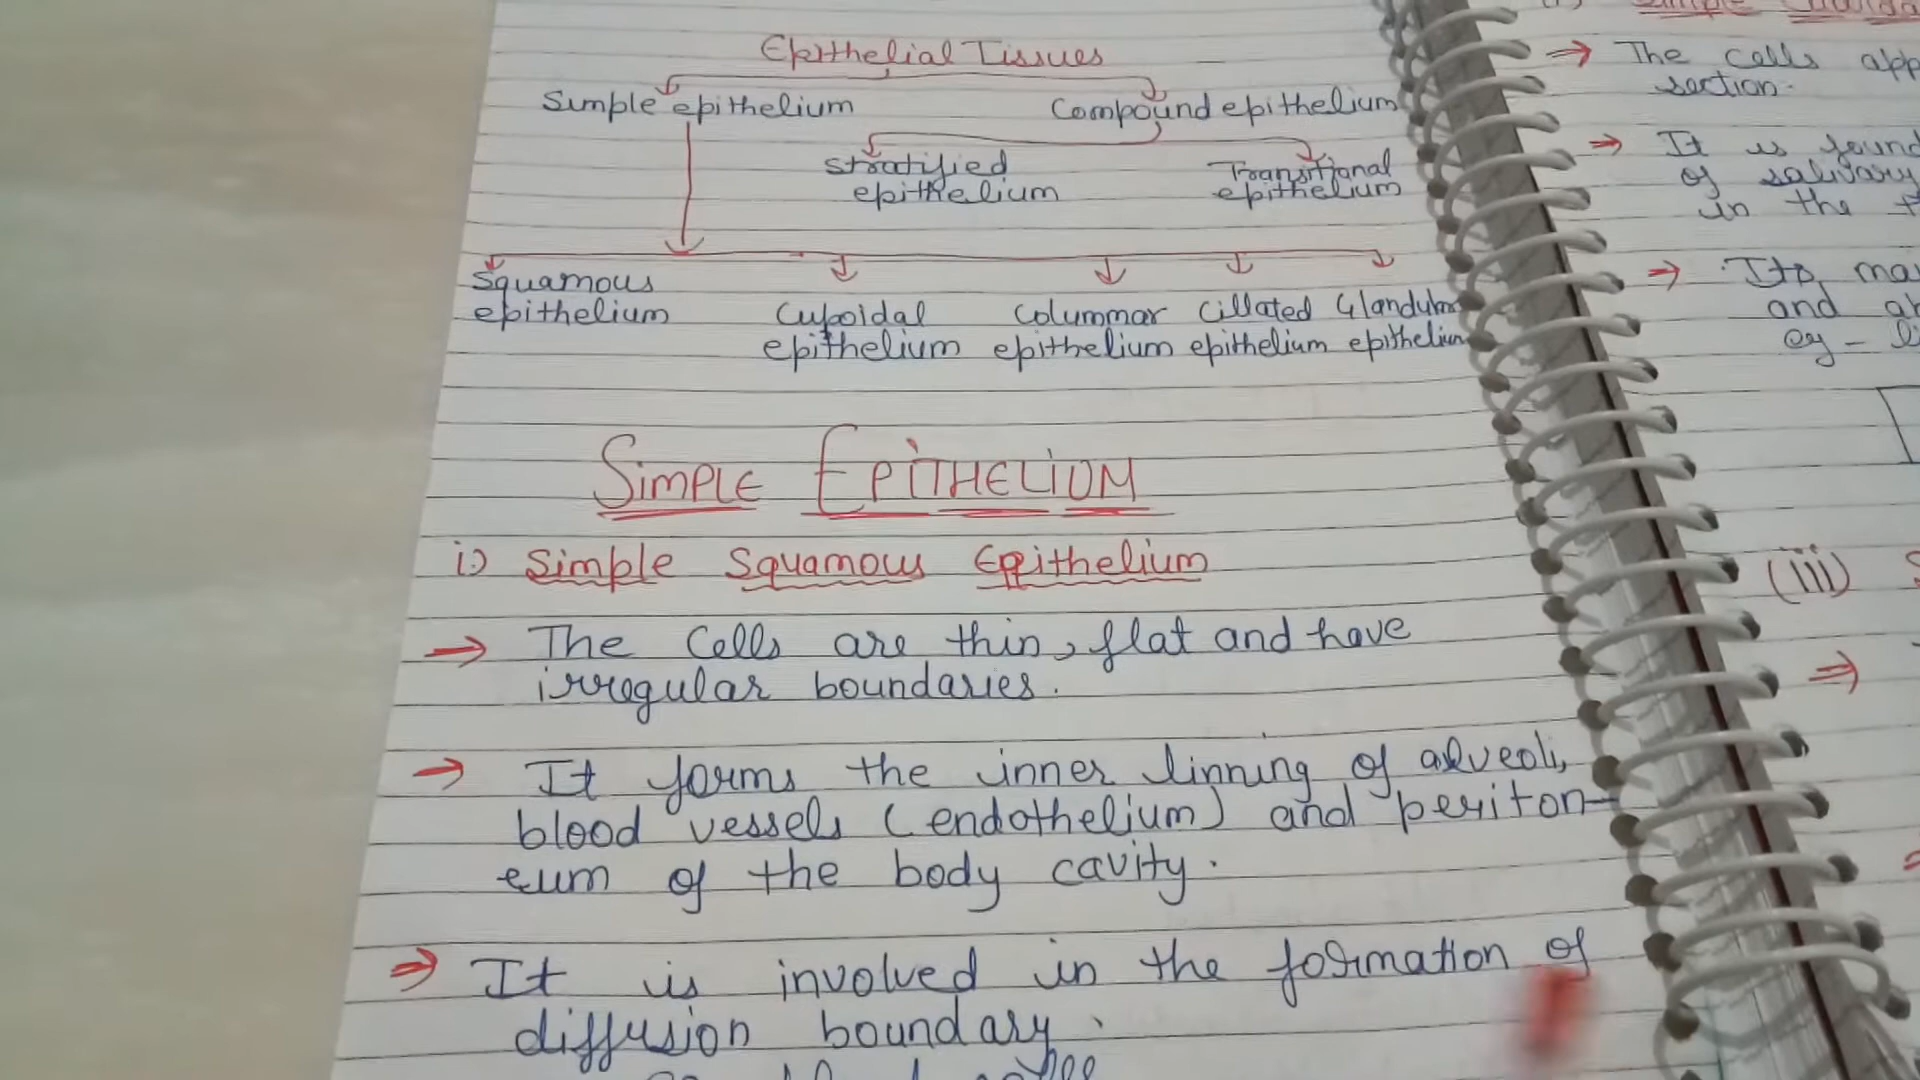 Epithelial Tissues
Simple epithelium
Compound epithelium
Stratified
epithelium
Transitional
epithelium
Squamous
epithelium
Cuboidal
epithelium
Colummar
epithelium
Cillated
epithelium
Glandular
epithelium
SIMPLE EPITHELIUM
i) Simple Squamous Epithelium
→ The cells are thin, flat and have
irregular boundaries.
→ It forms the inner linning of alveoli,
blood vessels (endothelium) and periton-
eum of the body cavity.
⇒ It is involved in the formation of
diffusion boundary.
⇒ The cells app
section.
⇒ It is found
of salivary
in the
⇒ Its
and
eg -
(iii)
⇒